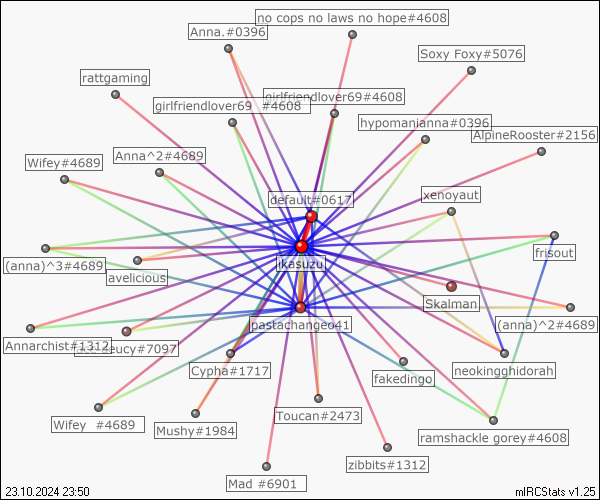 no cops no laws no hope#4608
Anna.#0396
Soxy Foxy#5076
rattgaming
girlfriendlover69#4608
girlfriendlover69 #4608
hypomanianna#0396
AlpineRooster#2156
Anna^2#4689
Wifey#4689
default#0617
xenoyaut
frisout
jkasuzu
(anna)^3#4689
avelicious
Skalman
pastachangeo41
(anna)^2#4689
Annarchist#1312
#7097
Cypha#1717
neokingghidorah
fakedingo
Toucan#2473
Wifey #4689
Mushy#1984
ramshackle gorey#4608
zibbits#1312
Mad #6901
23.10.2024 23:50
mIRCStats v1.25